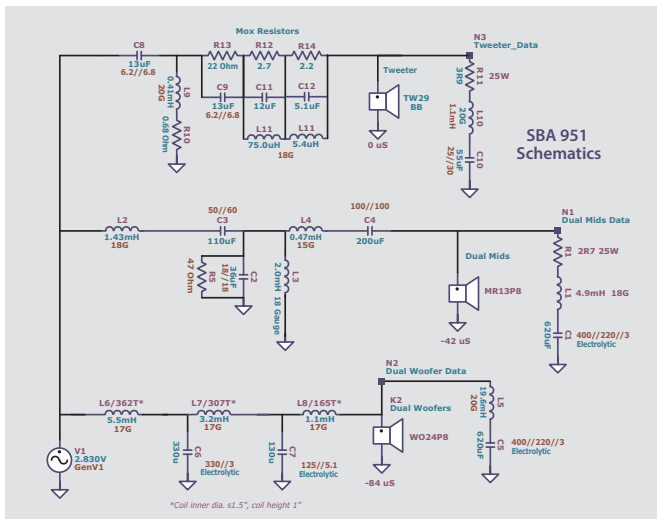 Mox Resistors
C8
13uF
6.2//6.8
R13
22 Ohm
R12
2.7
R14
2.2
C9
13uF
6.2//6.8
C11
12uF
C12
5.1uF
L11
75.0uH
L11
5.4uH
18G
L9
0.41mH
20G
R10
0.68 Ohm
Tweeter
TW29
BB
0 uS
N3
Tweeter_Data
R11
3R9
25W
L10
20G
1.1mH
C10
55uF
25//30
SBA 951
Schematics
L2
1.43mH
18G
50//60
C3
110uF
R5
47 Ohm
C2
36uF
18//18
L3
2.0mH
18 Gauge
L4
0.47mH
15G
100//100
C4
200uF
Dual Mids
MR13P8
-42 uS
N1
Dual Mids Data
R1
2R7 25W
L1
4.9mH 18G
C1
620uF
400//220//3
Electrolytic
N2
Dual Woofer Data
K2
Dual Woofers
WO24P8
-84 uS
L5
19.6mH
20G
C5
620uF
400//220//3
Electrolytic
L6/362T*
5.5mH
17G
L7/307T*
3.2mH
17G
L8/165T*
1.1mH
17G
C6
330u
330//3
Electrolytic
C7
130u
125//5.1
Electrolytic
V1
2.830V
GenV1
*Coil inner dia. s1.5”, coil height 1”